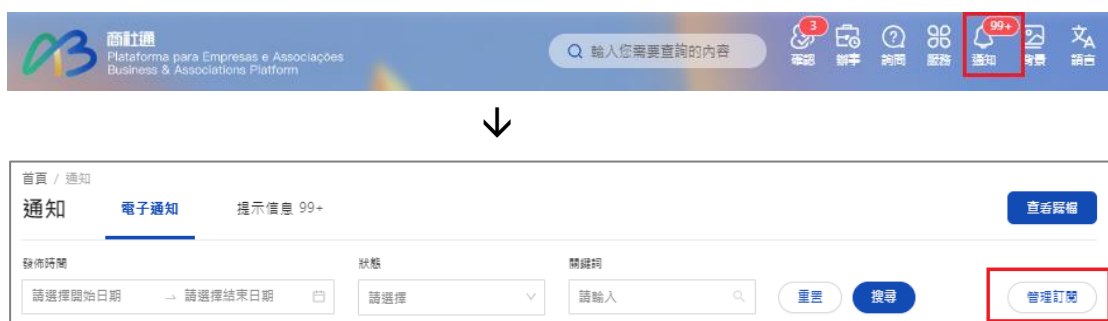 商社通
Plataforma para Empresas e Associações
Business & Associations Platform
輸入您需要查詢的內容
3
99+
確認 辦事 詢問 服務 通知 背景 語言
首頁 / 通知
通知 電子通知 提示信息 99+ 查看歸檔
發佈時間 狀態 關鍵詞
請選擇開始日期 → 請選擇結束日期 請選擇 請輸入 重置 搜尋 管理訂閱